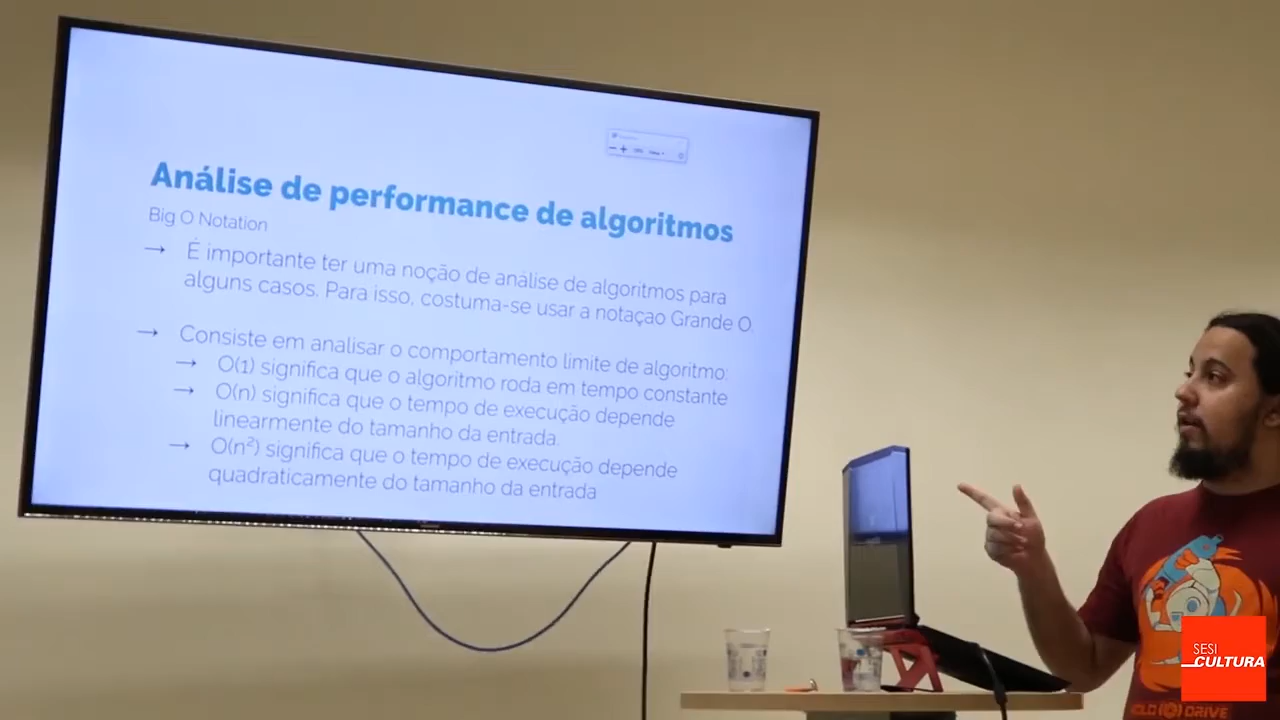 Análise de performance de algoritmos
Big O Notation
→ É importante ter uma noção de análise de algoritmos para
alguns casos. Para isso, costuma-se usar a notaçao Grande O.
→ Consiste em analisar o comportamento limite de algoritmo:
→ O(1) significa que o algoritmo roda em tempo constante
→ O(n) significa que o tempo de execução depende
linearmente do tamanho da entrada.
→ O(n²) significa que o tempo de execução depende
quadraticamente do tamanho da entrada
SESI
CULTURA
DRIVE